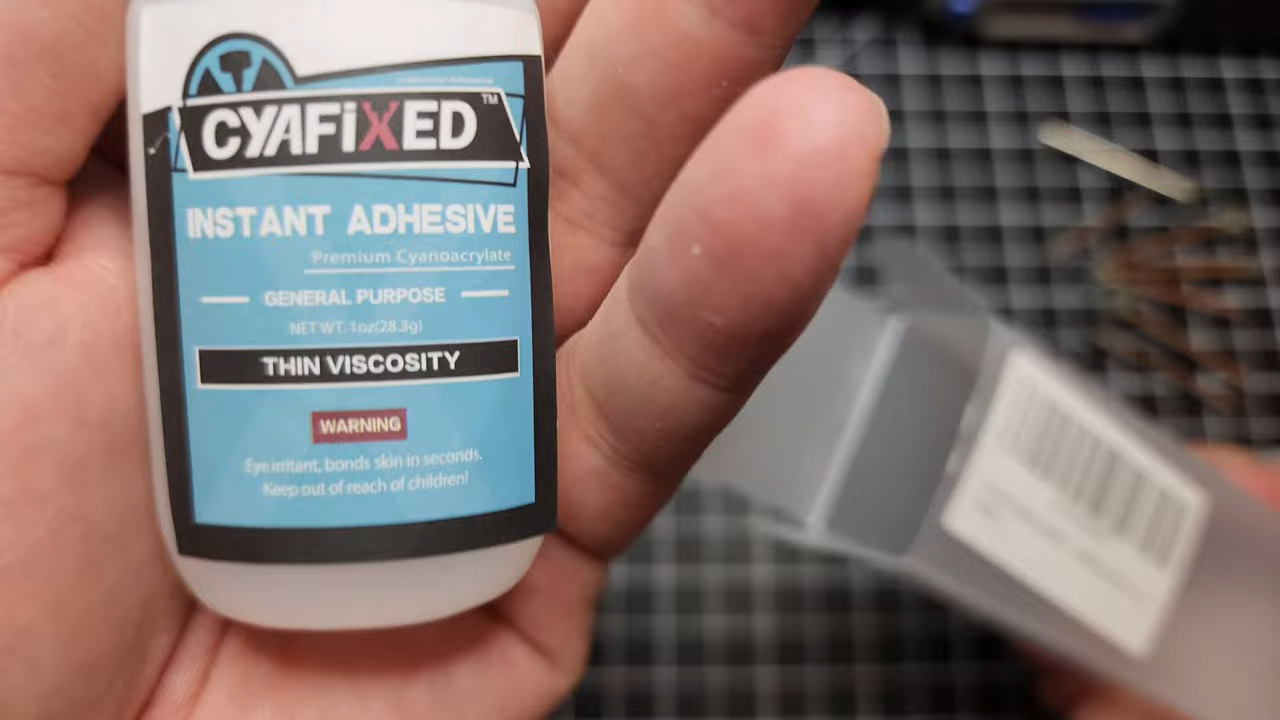 CYAFiXED™
INSTANT ADHESIVE
Premium Cyanoacrylate
GENERAL PURPOSE
NET WT. 1oz(28.3g)
THIN VISCOSITY
WARNING
Eye irritant, bonds skin in seconds.
Keep out of reach of children!